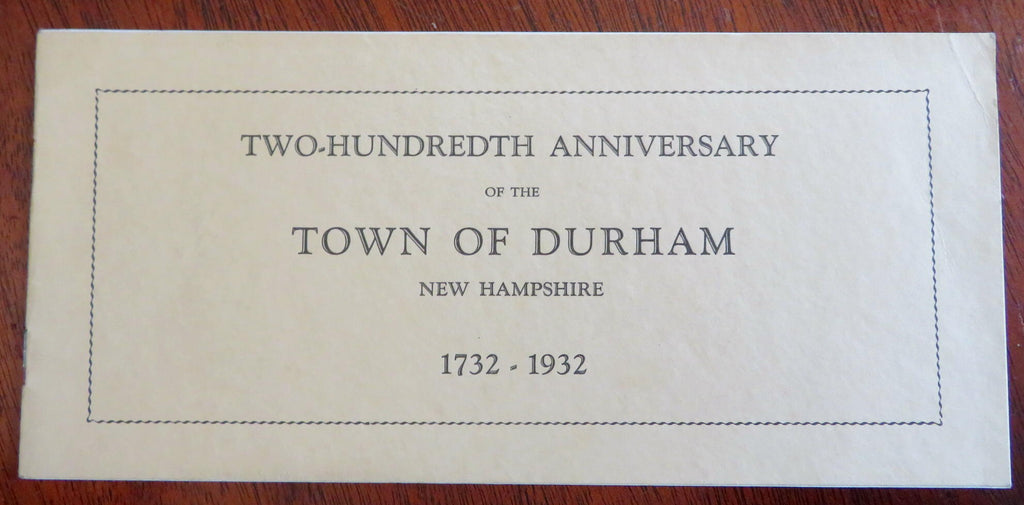 TWO-HUNDREDTH ANNIVERSARY
OF THE
TOWN OF DURHAM
NEW HAMPSHIRE
1732 - 1932